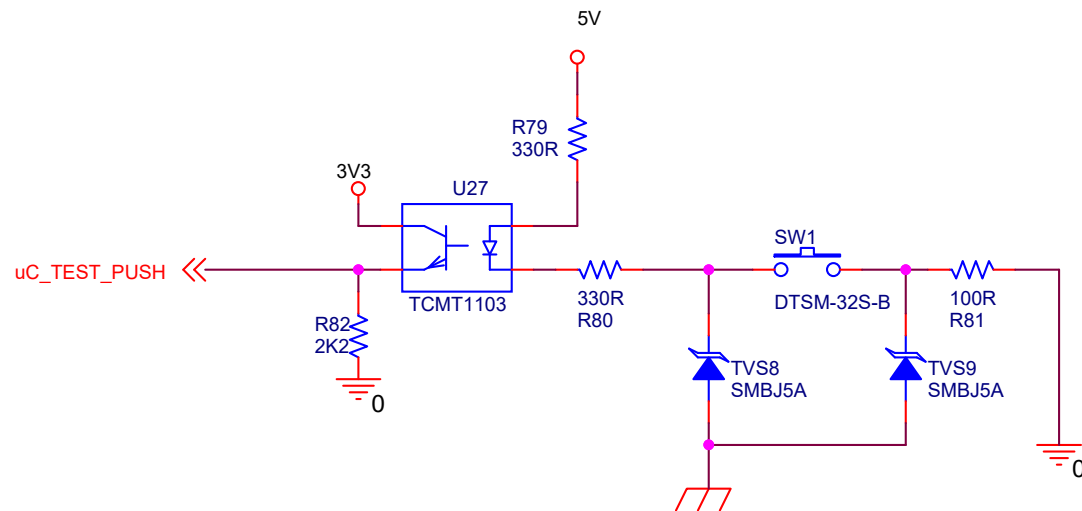 5V
R79
330R
3V3
U27
SW1
uC_TEST_PUSH
TCMT1103
330R
R80
DTSM-32S-B
100R
R81
R82
2K2
TVS8
SMBJ5A
TVS9
SMBJ5A
0
0